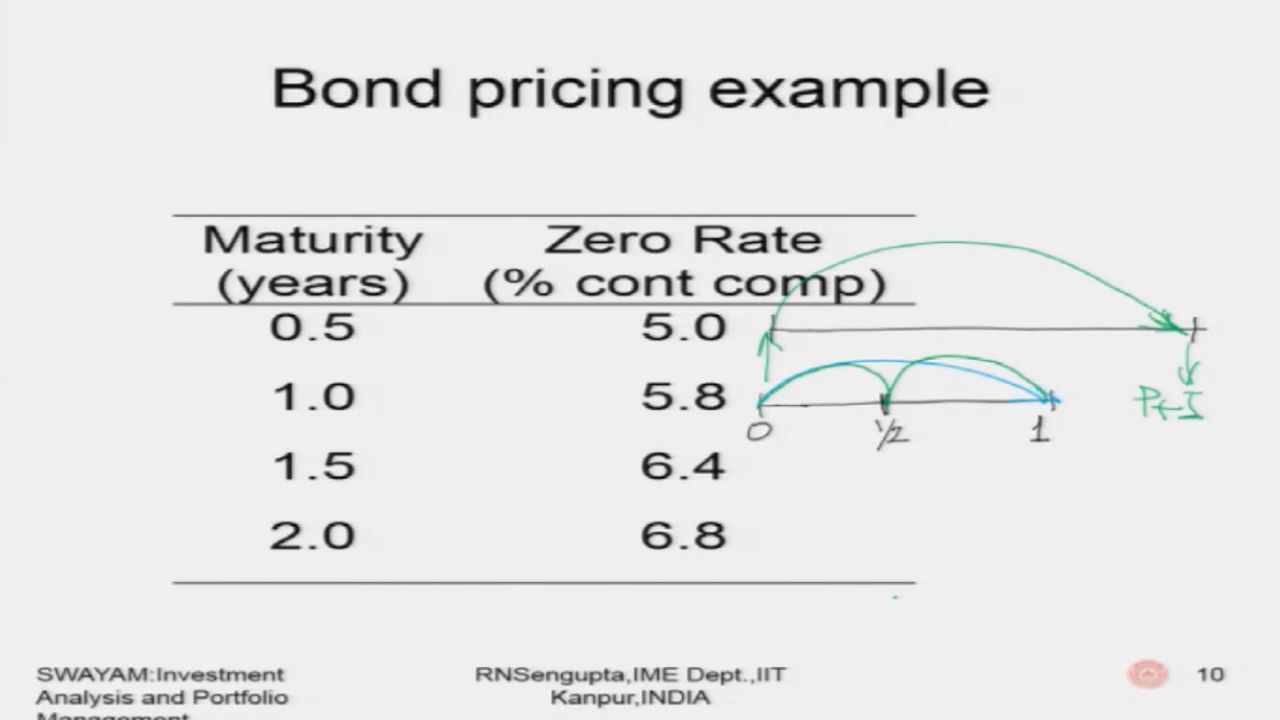 Bond pricing example
Maturity (years) Zero Rate (% cont comp)
0.5 5.0
1.0 5.8
1.5 6.4
2.0 6.8
P+I
0 1/2 1
SWAYAM:Investment
Analysis and Portfolio
Management
RNSengupta,IME Dept.,IIT
Kanpur,INDIA
10